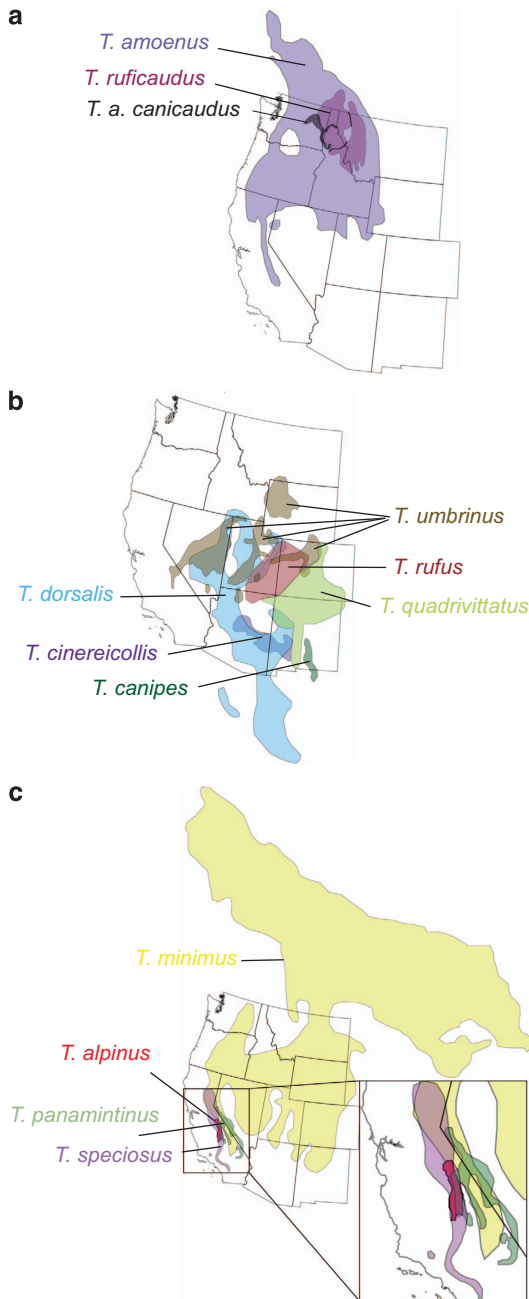 a
T. amoenus
T. ruficaudus
T. a. canicaudus
b
T. umbrinus
T. rufus
T. dorsalis
T. quadrivittatus
T. cinereicollis
T. canipes
c
T. minimus
T. alpinus
T. panamintinus
T. speciosus